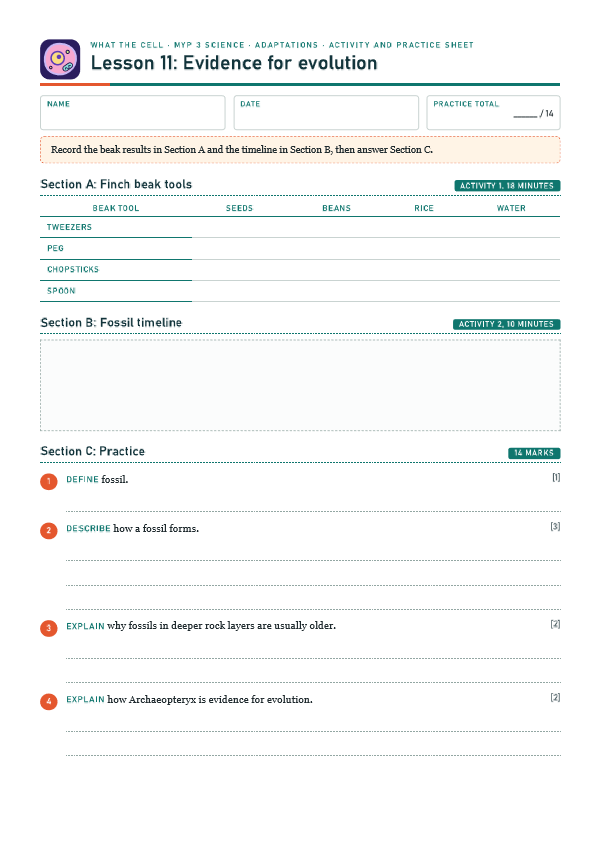 WHAT THE CELL · MYP 3 SCIENCE · ADAPTATIONS · ACTIVITY AND PRACTICE SHEET
Lesson 11: Evidence for evolution
NAME
DATE
PRACTICE TOTAL
_____ / 14
Record the beak results in Section A and the timeline in Section B, then answer Section C.
Section A: Finch beak tools
ACTIVITY 1, 18 MINUTES
BEAK TOOL SEEDS BEANS RICE WATER
TWEEZERS
PEG
CHOPSTICKS
SPOON
Section B: Fossil timeline
ACTIVITY 2, 10 MINUTES
Section C: Practice
14 MARKS
1 DEFINE fossil. [1]
2 DESCRIBE how a fossil forms. [3]
3 EXPLAIN why fossils in deeper rock layers are usually older. [2]
4 EXPLAIN how Archaeopteryx is evidence for evolution. [2]